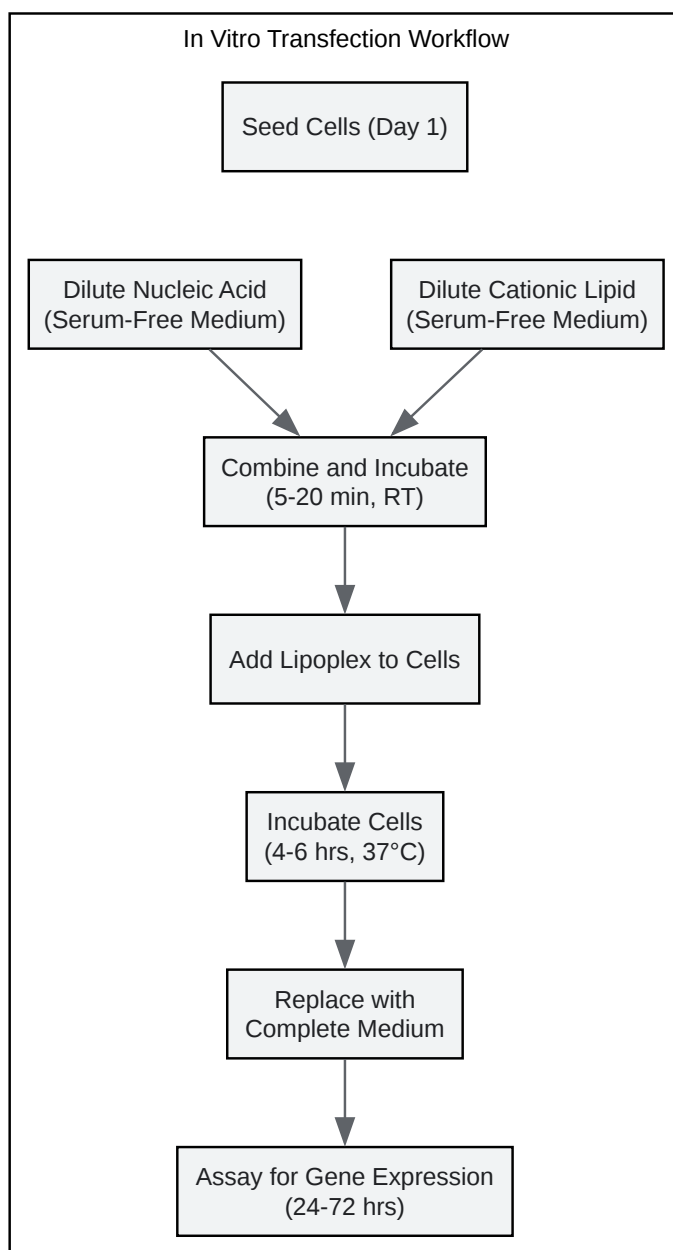 In Vitro Transfection Workflow
Seed Cells (Day 1)
Dilute Nucleic Acid
(Serum-Free Medium)
Dilute Cationic Lipid
(Serum-Free Medium)
Combine and Incubate
(5-20 min, RT)
Add Lipoplex to Cells
Incubate Cells
(4-6 hrs, 37°C)
Replace with
Complete Medium
Assay for Gene Expression
(24-72 hrs)